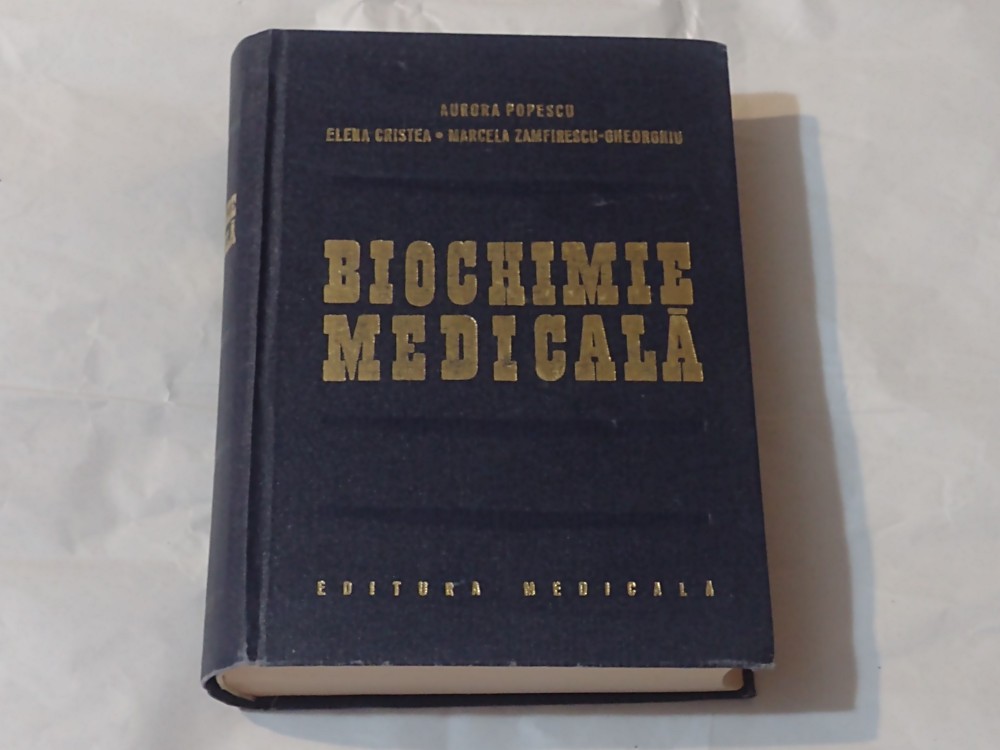 AURORA POPESCU
ELENA CRISTEA • MARCELA ZAMFIRESCU-GHEORGHIU
BIOCHIMIE
MEDICALĂ
EDITURA MEDICALĂ